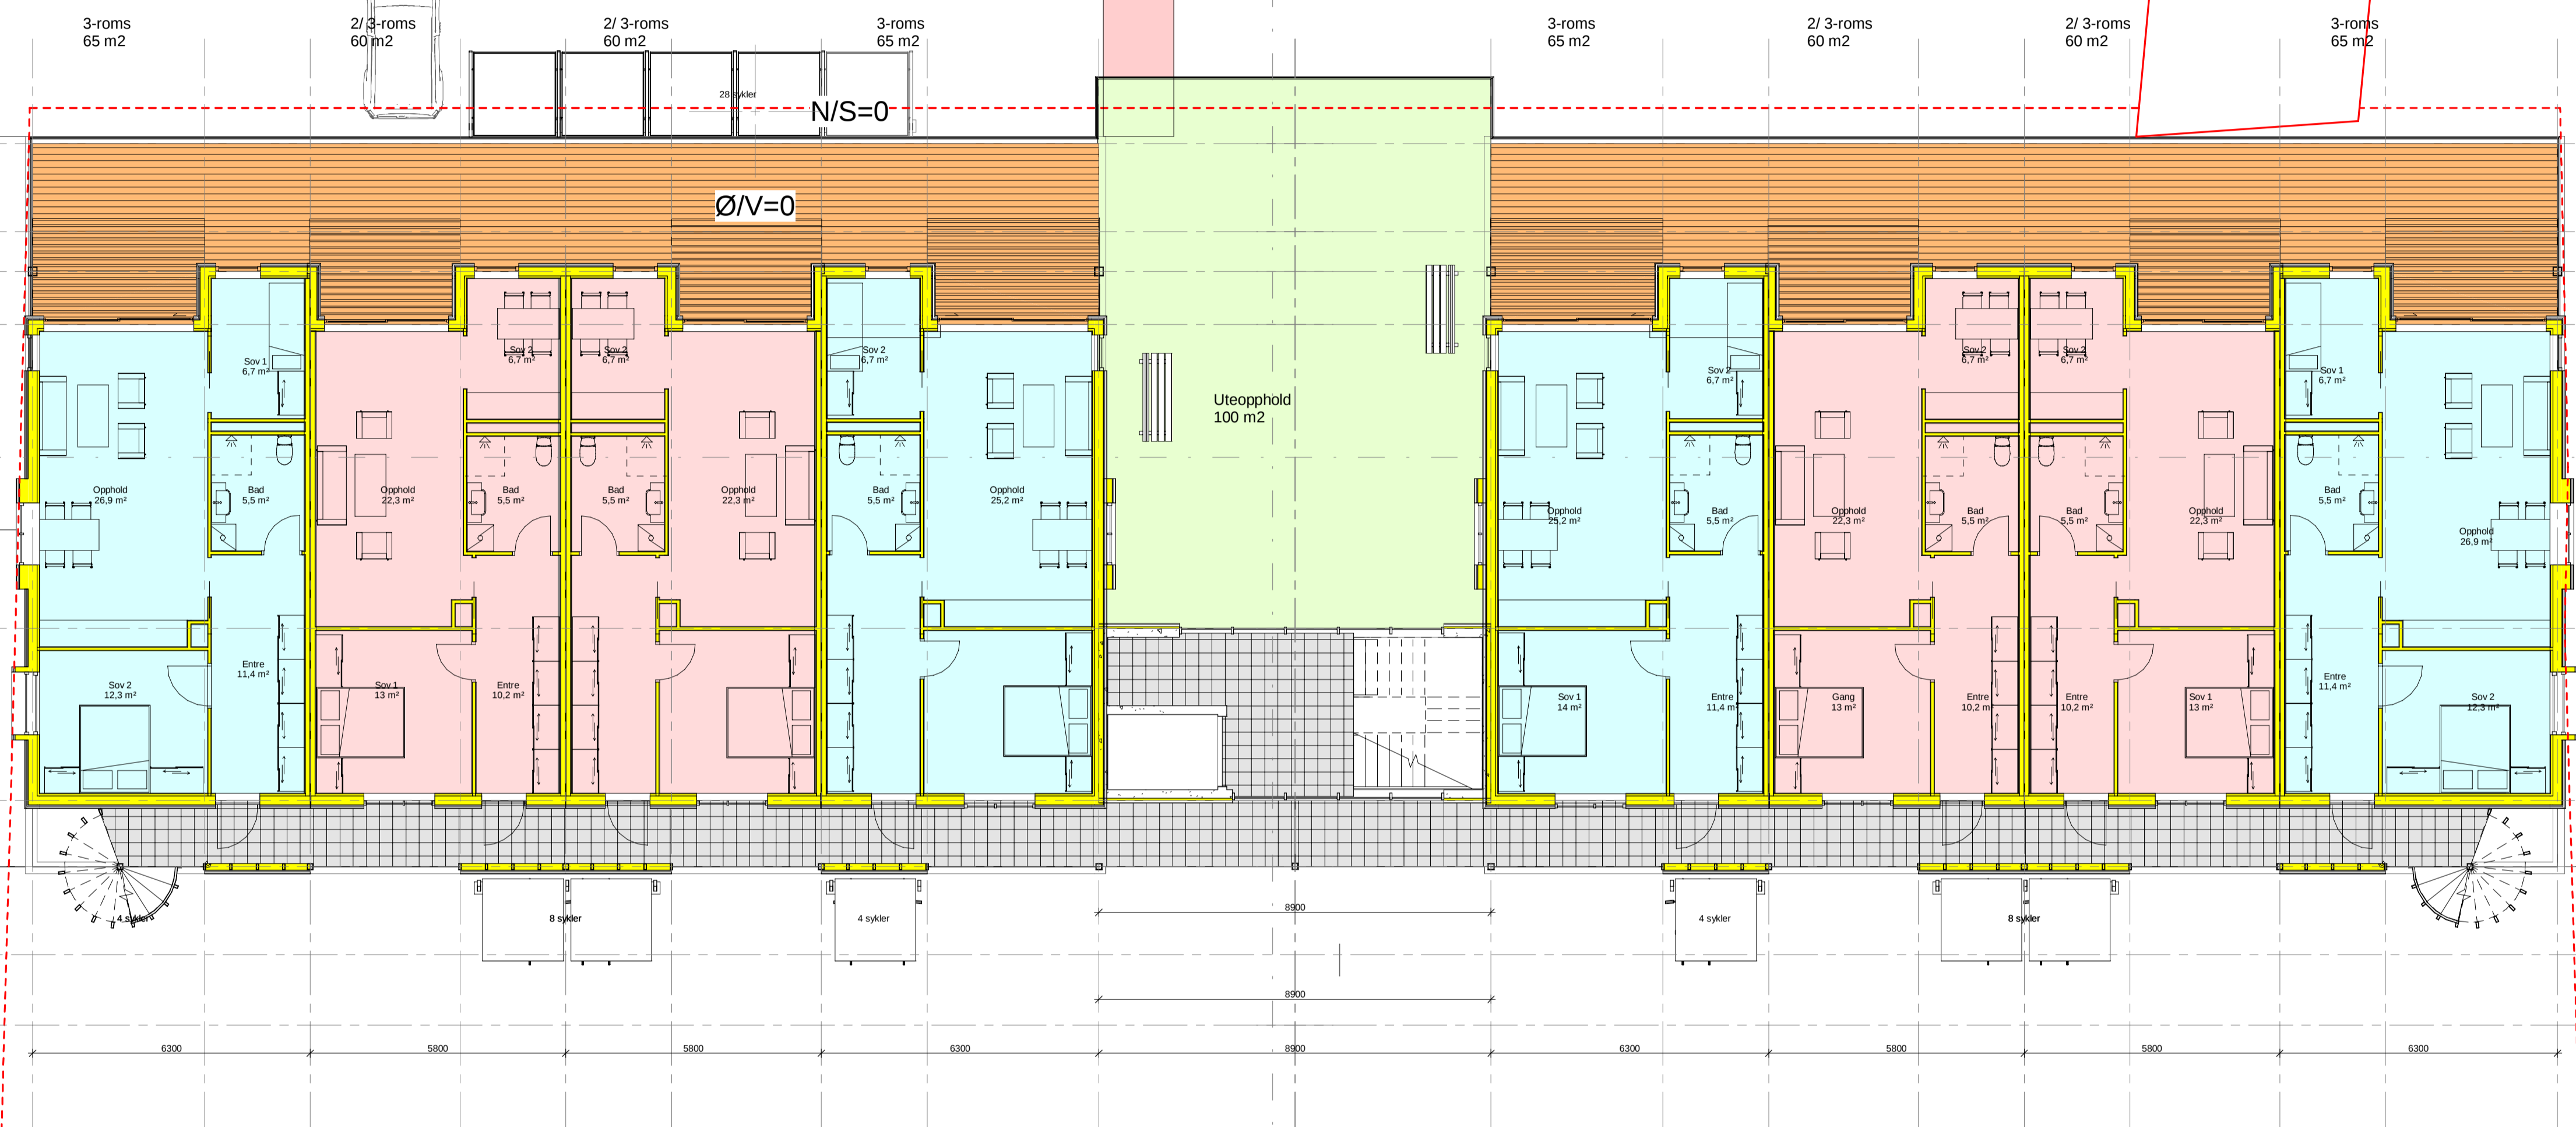 3-roms
65 m2
2/ 3-roms
60 m2
2/ 3-roms
60 m2
3-roms
65 m2
3-roms
65 m2
2/ 3-roms
60 m2
2/ 3-roms
60 m2
3-roms
65 m2
28 sykler
N/S=0
Ø/V=0
Sov 1
6,7 m²
Sov 2
6,7 m²
Sov 2
6,7 m²
Sov 2
6,7 m²
Sov 2
6,7 m²
Sov 2
6,7 m²
Sov 2
6,7 m²
Sov 1
6,7 m²
Uteopphold
100 m2
Opphold
26,9 m²
Bad
5,5 m²
Opphold
22,3 m²
Bad
5,5 m²
Bad
5,5 m²
Opphold
22,3 m²
Bad
5,5 m²
Opphold
25,2 m²
Opphold
25,2 m²
Bad
5,5 m²
Opphold
22,3 m²
Bad
5,5 m²
Bad
5,5 m²
Opphold
22,3 m²
Bad
5,5 m²
Opphold
26,9 m²
Sov 2
12,3 m²
Entre
11,4 m²
Sov 1
13 m²
Entre
10,2 m²
Sov 1
14 m²
Entre
11,4 m²
Gang
13 m²
Entre
10,2 m²
Entre
10,2 m²
Sov 1
13 m²
Entre
11,4 m²
Sov 2
12,3 m²
4 sykler
8 sykler
4 sykler
4 sykler
8 sykler
8900
8900
6300
5800
5800
6300
8900
6300
5800
5800
6300